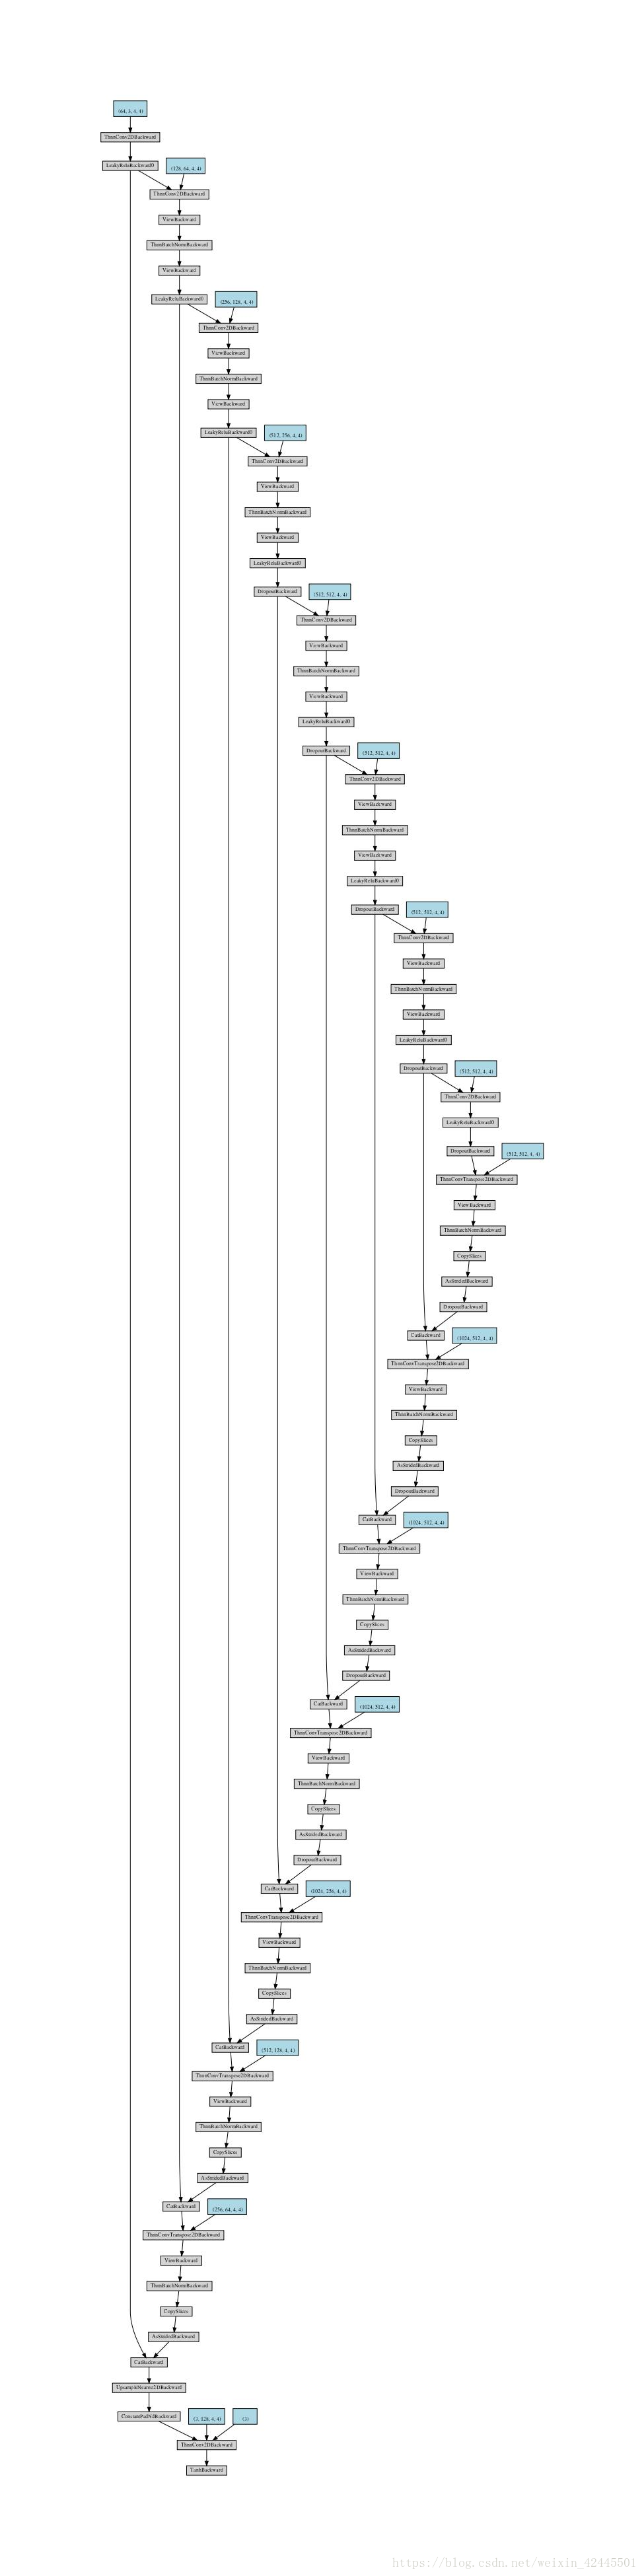 (64, 3, 4, 4)
ThnnConv2DBackward
LeakyReluBackward0
(128, 64, 4, 4)
ThnnConv2DBackward
ViewBackward
ThnnBatchNormBackward
ViewBackward
LeakyReluBackward0
(256, 128, 4, 4)
ThnnConv2DBackward
ViewBackward
ThnnBatchNormBackward
ViewBackward
LeakyReluBackward0
(512, 256, 4, 4)
ThnnConv2DBackward
ViewBackward
ThnnBatchNormBackward
ViewBackward
LeakyReluBackward0
DropoutBackward
(512, 512, 4, 4)
ThnnConv2DBackward
ViewBackward
ThnnBatchNormBackward
ViewBackward
LeakyReluBackward0
DropoutBackward
(512, 512, 4, 4)
ThnnConv2DBackward
ViewBackward
ThnnBatchNormBackward
ViewBackward
LeakyReluBackward0
DropoutBackward
(512, 512, 4, 4)
ThnnConv2DBackward
ViewBackward
ThnnBatchNormBackward
ViewBackward
LeakyReluBackward0
DropoutBackward
(512, 512, 4, 4)
ThnnConv2DBackward
LeakyReluBackward0
DropoutBackward
(512, 512, 4, 4)
ThnnConvTranspose2DBackward
ViewBackward
ThnnBatchNormBackward
CopySlices
AsStridedBackward
DropoutBackward
CatBackward
(1024, 512, 4, 4)
ThnnConvTranspose2DBackward
ViewBackward
ThnnBatchNormBackward
CopySlices
AsStridedBackward
DropoutBackward
CatBackward
(1024, 512, 4, 4)
ThnnConvTranspose2DBackward
ViewBackward
ThnnBatchNormBackward
CopySlices
AsStridedBackward
DropoutBackward
CatBackward
(1024, 512, 4, 4)
ThnnConvTranspose2DBackward
ViewBackward
ThnnBatchNormBackward
CopySlices
AsStridedBackward
DropoutBackward
CatBackward
(1024, 256, 4, 4)
ThnnConvTranspose2DBackward
ViewBackward
ThnnBatchNormBackward
CopySlices
AsStridedBackward
CatBackward
(512, 128, 4, 4)
ThnnConvTranspose2DBackward
ViewBackward
ThnnBatchNormBackward
CopySlices
AsStridedBackward
CatBackward
(256, 64, 4, 4)
ThnnConvTranspose2DBackward
ViewBackward
ThnnBatchNormBackward
CopySlices
AsStridedBackward
CatBackward
UpsampleNearest2DBackward
ConstantPadNdBackward
(3, 128, 4, 4)
(3)
ThnnConv2DBackward
TanhBackward
https://blog.csdn.net/weixin_42445501